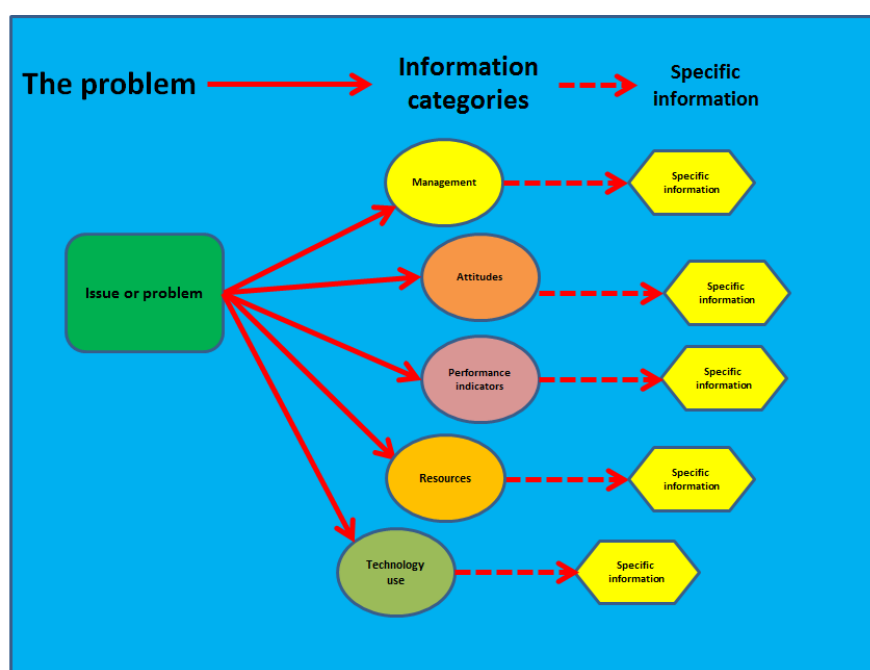 The problem
Information
categories
Specific
information
Management
Specific
information
Issue or problem
Attitudes
Specific
information
Performance
indicators
Specific
information
Resources
Specific
information
Technology
use
Specific
information